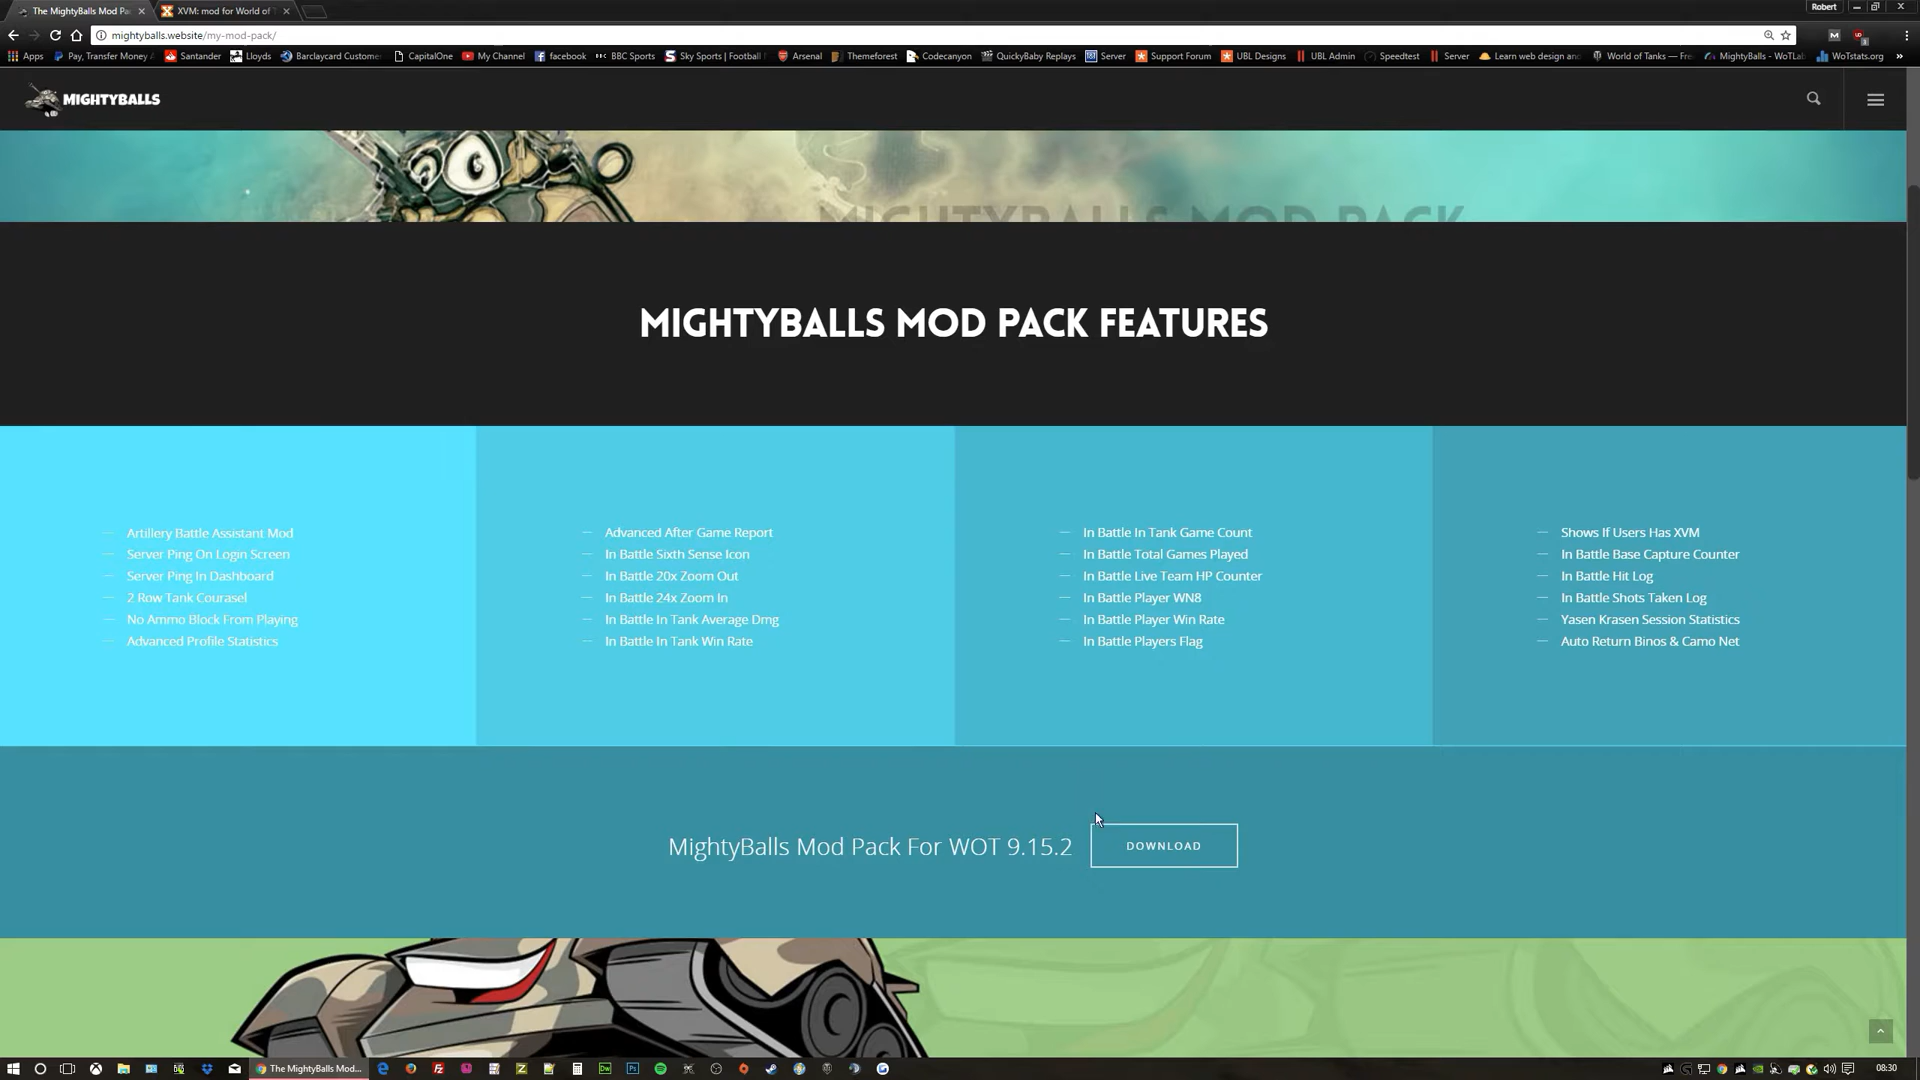 The MightyBalls Mod Pa
XVM: mod for World of T
Robert
mightyballs.website/my-mod-pack/
Apps
Pay, Transfer Money A
Santander
Lloyds
Barclaycard Custome
CapitalOne
My Channel
facebook
BBC Sports
Sky Sports | Football
Arsenal
Themeforest
Codecanyon
QuickyBaby Replays
Server
Support Forum
UBL Designs
UBL Admin
Speedtest
Server
Learn web design and
World of Tanks — Fre
MightyBalls - WoTLab
WoTstats.org
MIGHTYBALLS
MIGHTYBALLS MOD PACK
MIGHTYBALLS MOD PACK FEATURES
Artillery Battle Assistant Mod
Server Ping On Login Screen
Server Ping In Dashboard
2 Row Tank Courasel
No Ammo Block From Playing
Advanced Profile Statistics
Advanced After Game Report
In Battle Sixth Sense Icon
In Battle 20x Zoom Out
In Battle 24x Zoom In
In Battle In Tank Average Dmg
In Battle In Tank Win Rate
In Battle In Tank Game Count
In Battle Total Games Played
In Battle Live Team HP Counter
In Battle Player WN8
In Battle Player Win Rate
In Battle Players Flag
Shows If Users Has XVM
In Battle Base Capture Counter
In Battle Hit Log
In Battle Shots Taken Log
Yasen Krasen Session Statistics
Auto Return Binos & Camo Net
MightyBalls Mod Pack For WOT 9.15.2
DOWNLOAD
The MightyBalls Mod...
08:30